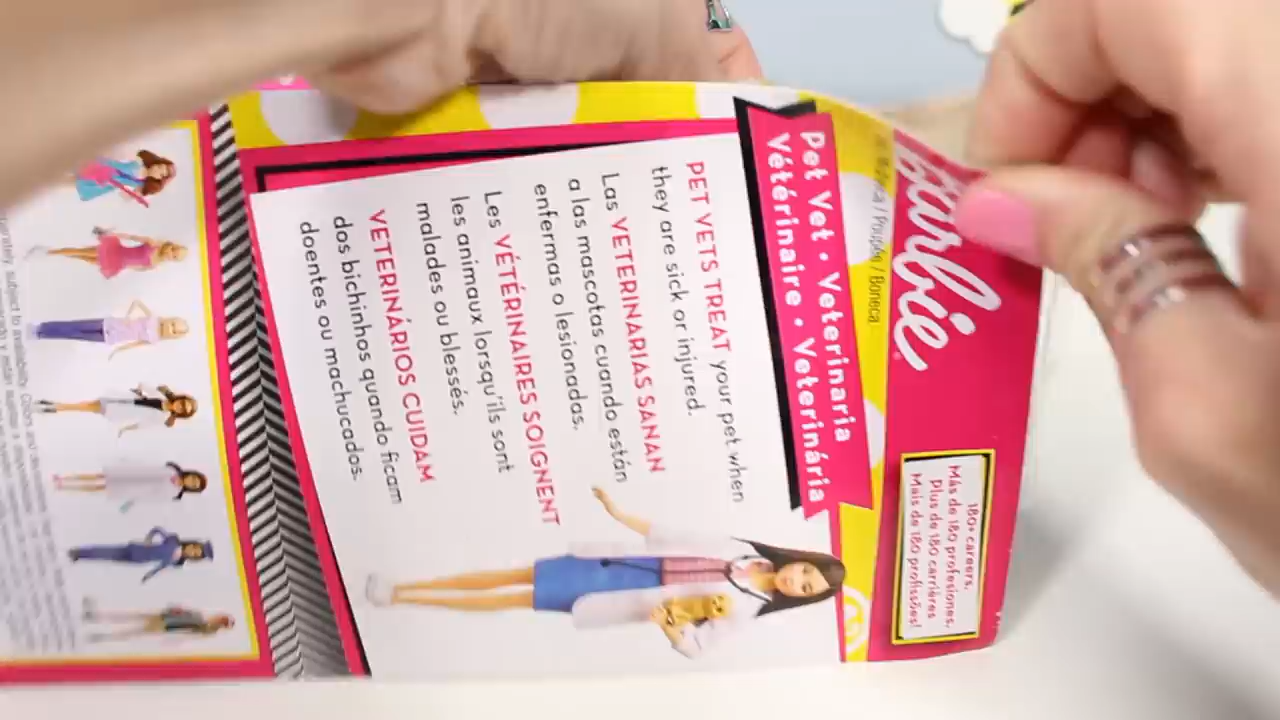 Barbie
180+ careers.
Más de 180 profesiones.
Plus de 180 carrières
Mais de 180 profissões!
Muñeca / Poupée / Boneca
Pet Vet • Veterinaria
Vétérinaire • Veterinária
PET VETS TREAT your pet when
they are sick or injured.
Las VETERINARIAS SANAN
a las mascotas cuando están
enfermas o lesionadas.
Les VÉTÉRINAIRES SOIGNENT
les animaux lorsqu'ils sont
malades ou blessés.
VETERINÁRIOS CUIDAM
dos bichinhos quando ficam
doentes ou machucados.